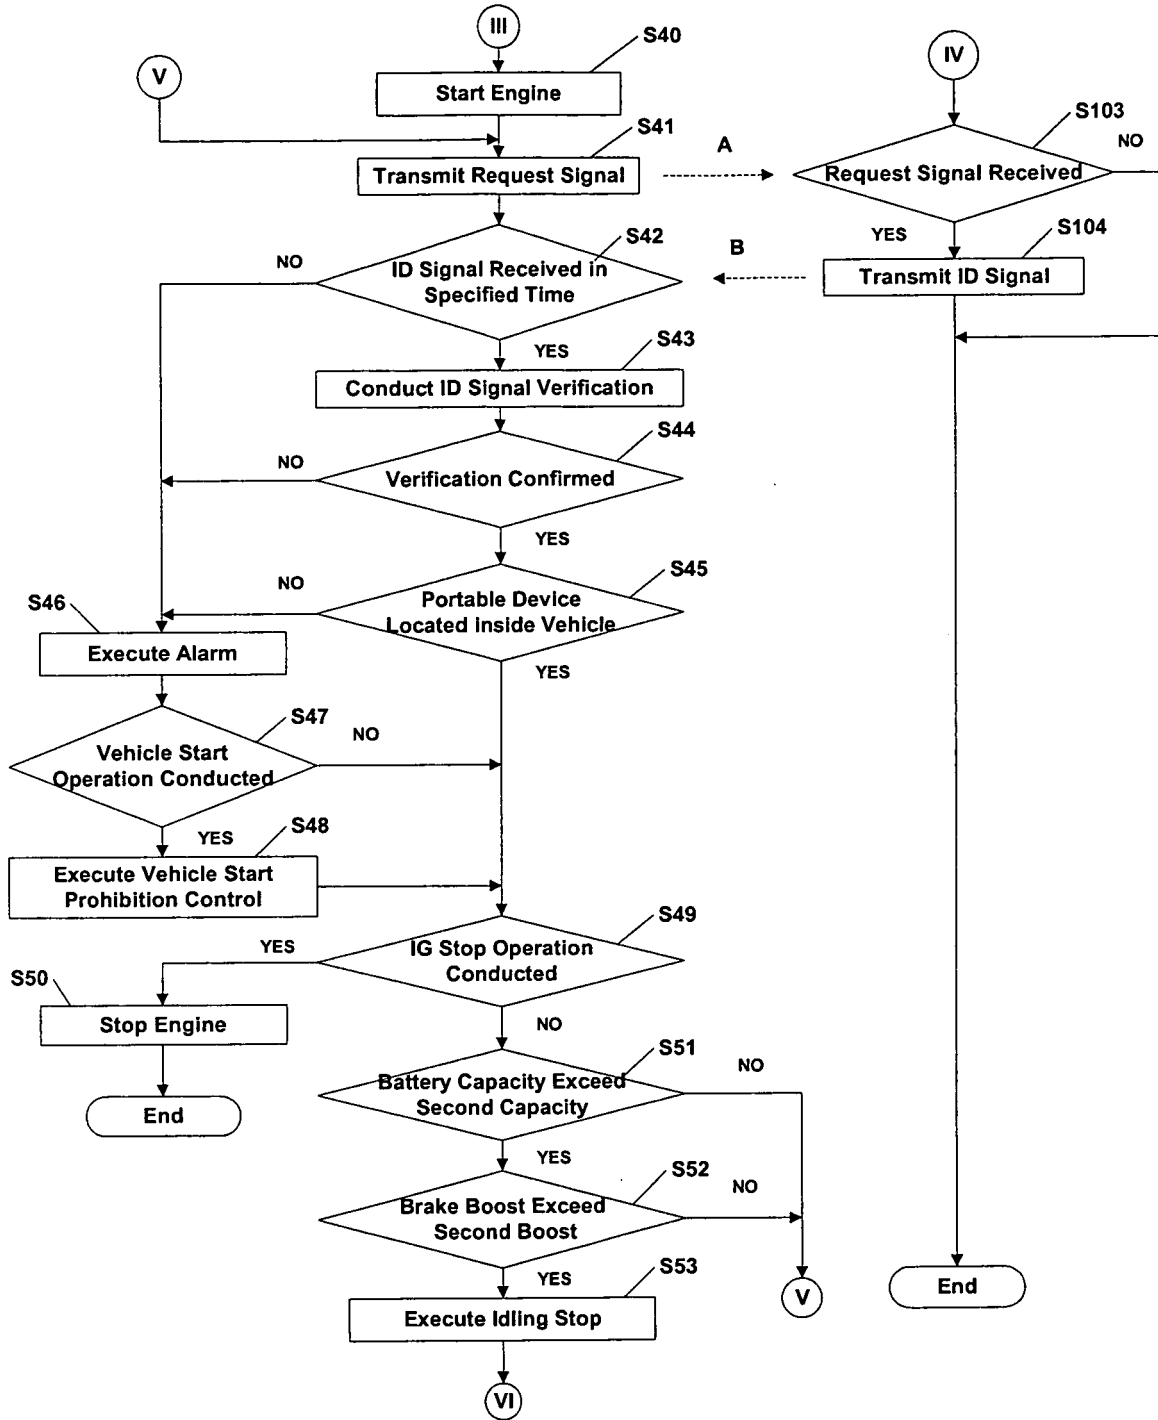 III
S40
V
Start Engine
S41
Transmit Request Signal
A
IV
S103
NO
Request Signal Received
YES
S104
B
Transmit ID Signal
S42
NO
ID Signal Received in
Specified Time
YES
S43
Conduct ID Signal Verification
S44
NO
Verification Confirmed
YES
S45
NO
Portable Device
Located Inside Vehicle
YES
S46
Execute Alarm
S47
NO
Vehicle Start
Operation Conducted
YES
S48
Execute Vehicle Start
Prohibition Control
S49
YES
IG Stop Operation
Conducted
NO
S50
Stop Engine
End
S51
NO
Battery Capacity Exceed
Second Capacity
YES
S52
NO
Brake Boost Exceed
Second Boost
YES
S53
Execute Idling Stop
V
End
VI